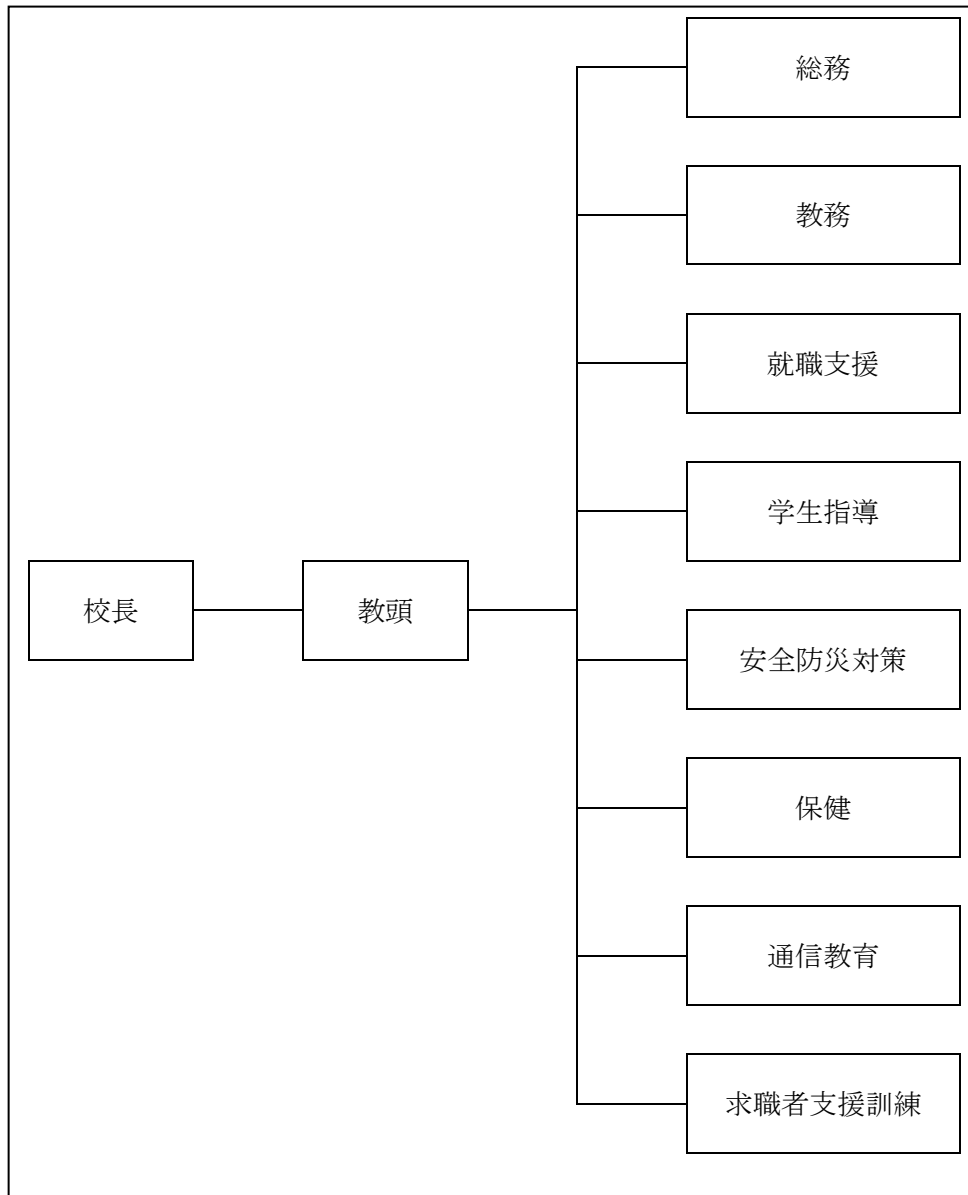 総務
教務
就職支援
学生指導
校長
教頭
安全防災対策
保健
通信教育
求職者支援訓練